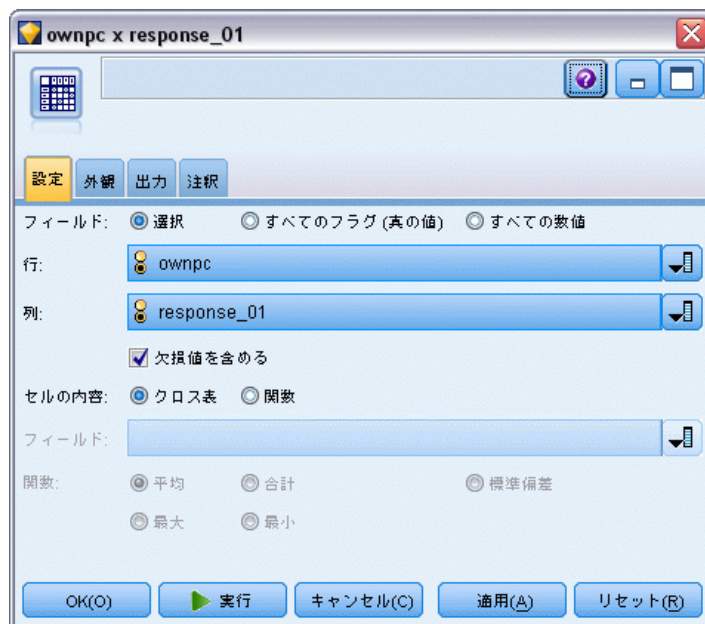 ownpc x response_01
設定 外観 出力 注釈
フィールド: 選択 すべてのフラグ (真の値) すべての数値
行: ownpc
列: response_01
欠損値を含める
セルの内容: クロス表 関数
フィールド:
関数: 平均 合計 標準偏差
最大 最小
OK(O) 実行 キャンセル(C) 適用(A) リセット(R)